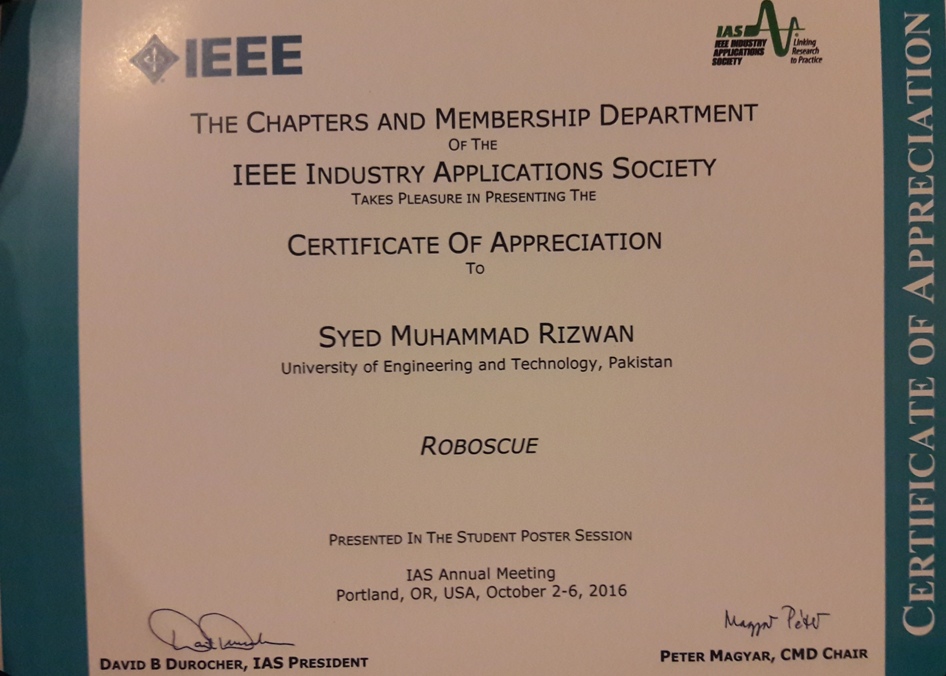 IEEE
IAS
IEEE INDUSTRY
APPLICATIONS
SOCIETY
Linking
Research
to Practice
THE CHAPTERS AND MEMBERSHIP DEPARTMENT
OF THE
IEEE INDUSTRY APPLICATIONS SOCIETY
TAKES PLEASURE IN PRESENTING THE
CERTIFICATE OF APPRECIATION
TO
SYED MUHAMMAD RIZWAN
University of Engineering and Technology, Pakistan
ROBOSCUE
PRESENTED IN THE STUDENT POSTER SESSION
IAS Annual Meeting
Portland, OR, USA, October 2-6, 2016
Magyar Péter
DAVID B DUROCHER, IAS PRESIDENT
PETER MAGYAR, CMD CHAIR
CERTIFICATE OF APPRECIATION